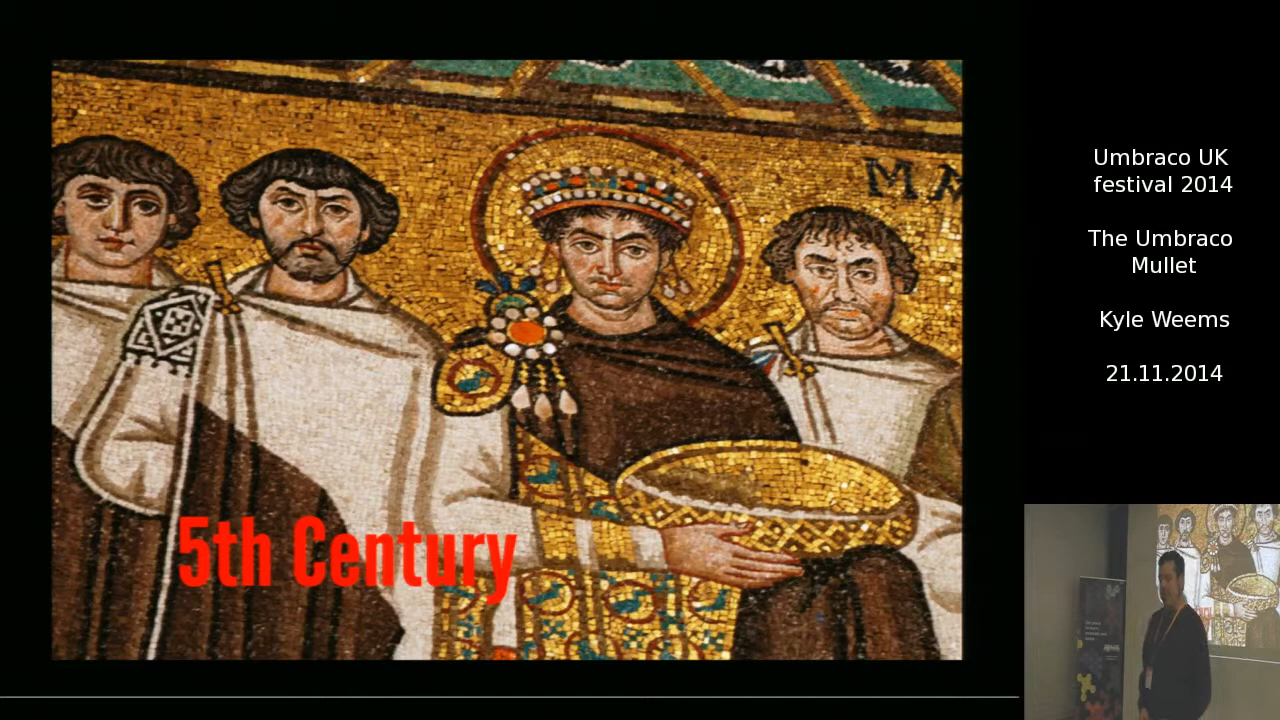 5th Century
Umbraco UK
festival 2014
The Umbraco
Mullet
Kyle Weems
21.11.2014